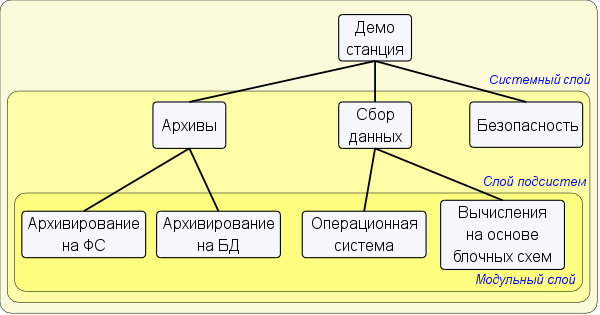 Демо
станция
Системный слой
Архивы
Сбор
данных
Безопасность
Слой подсистем
Архивирование
на ФС
Архивирование
на БД
Операционная
система
Вычисления
на основе
блочных схем
Модульный слой